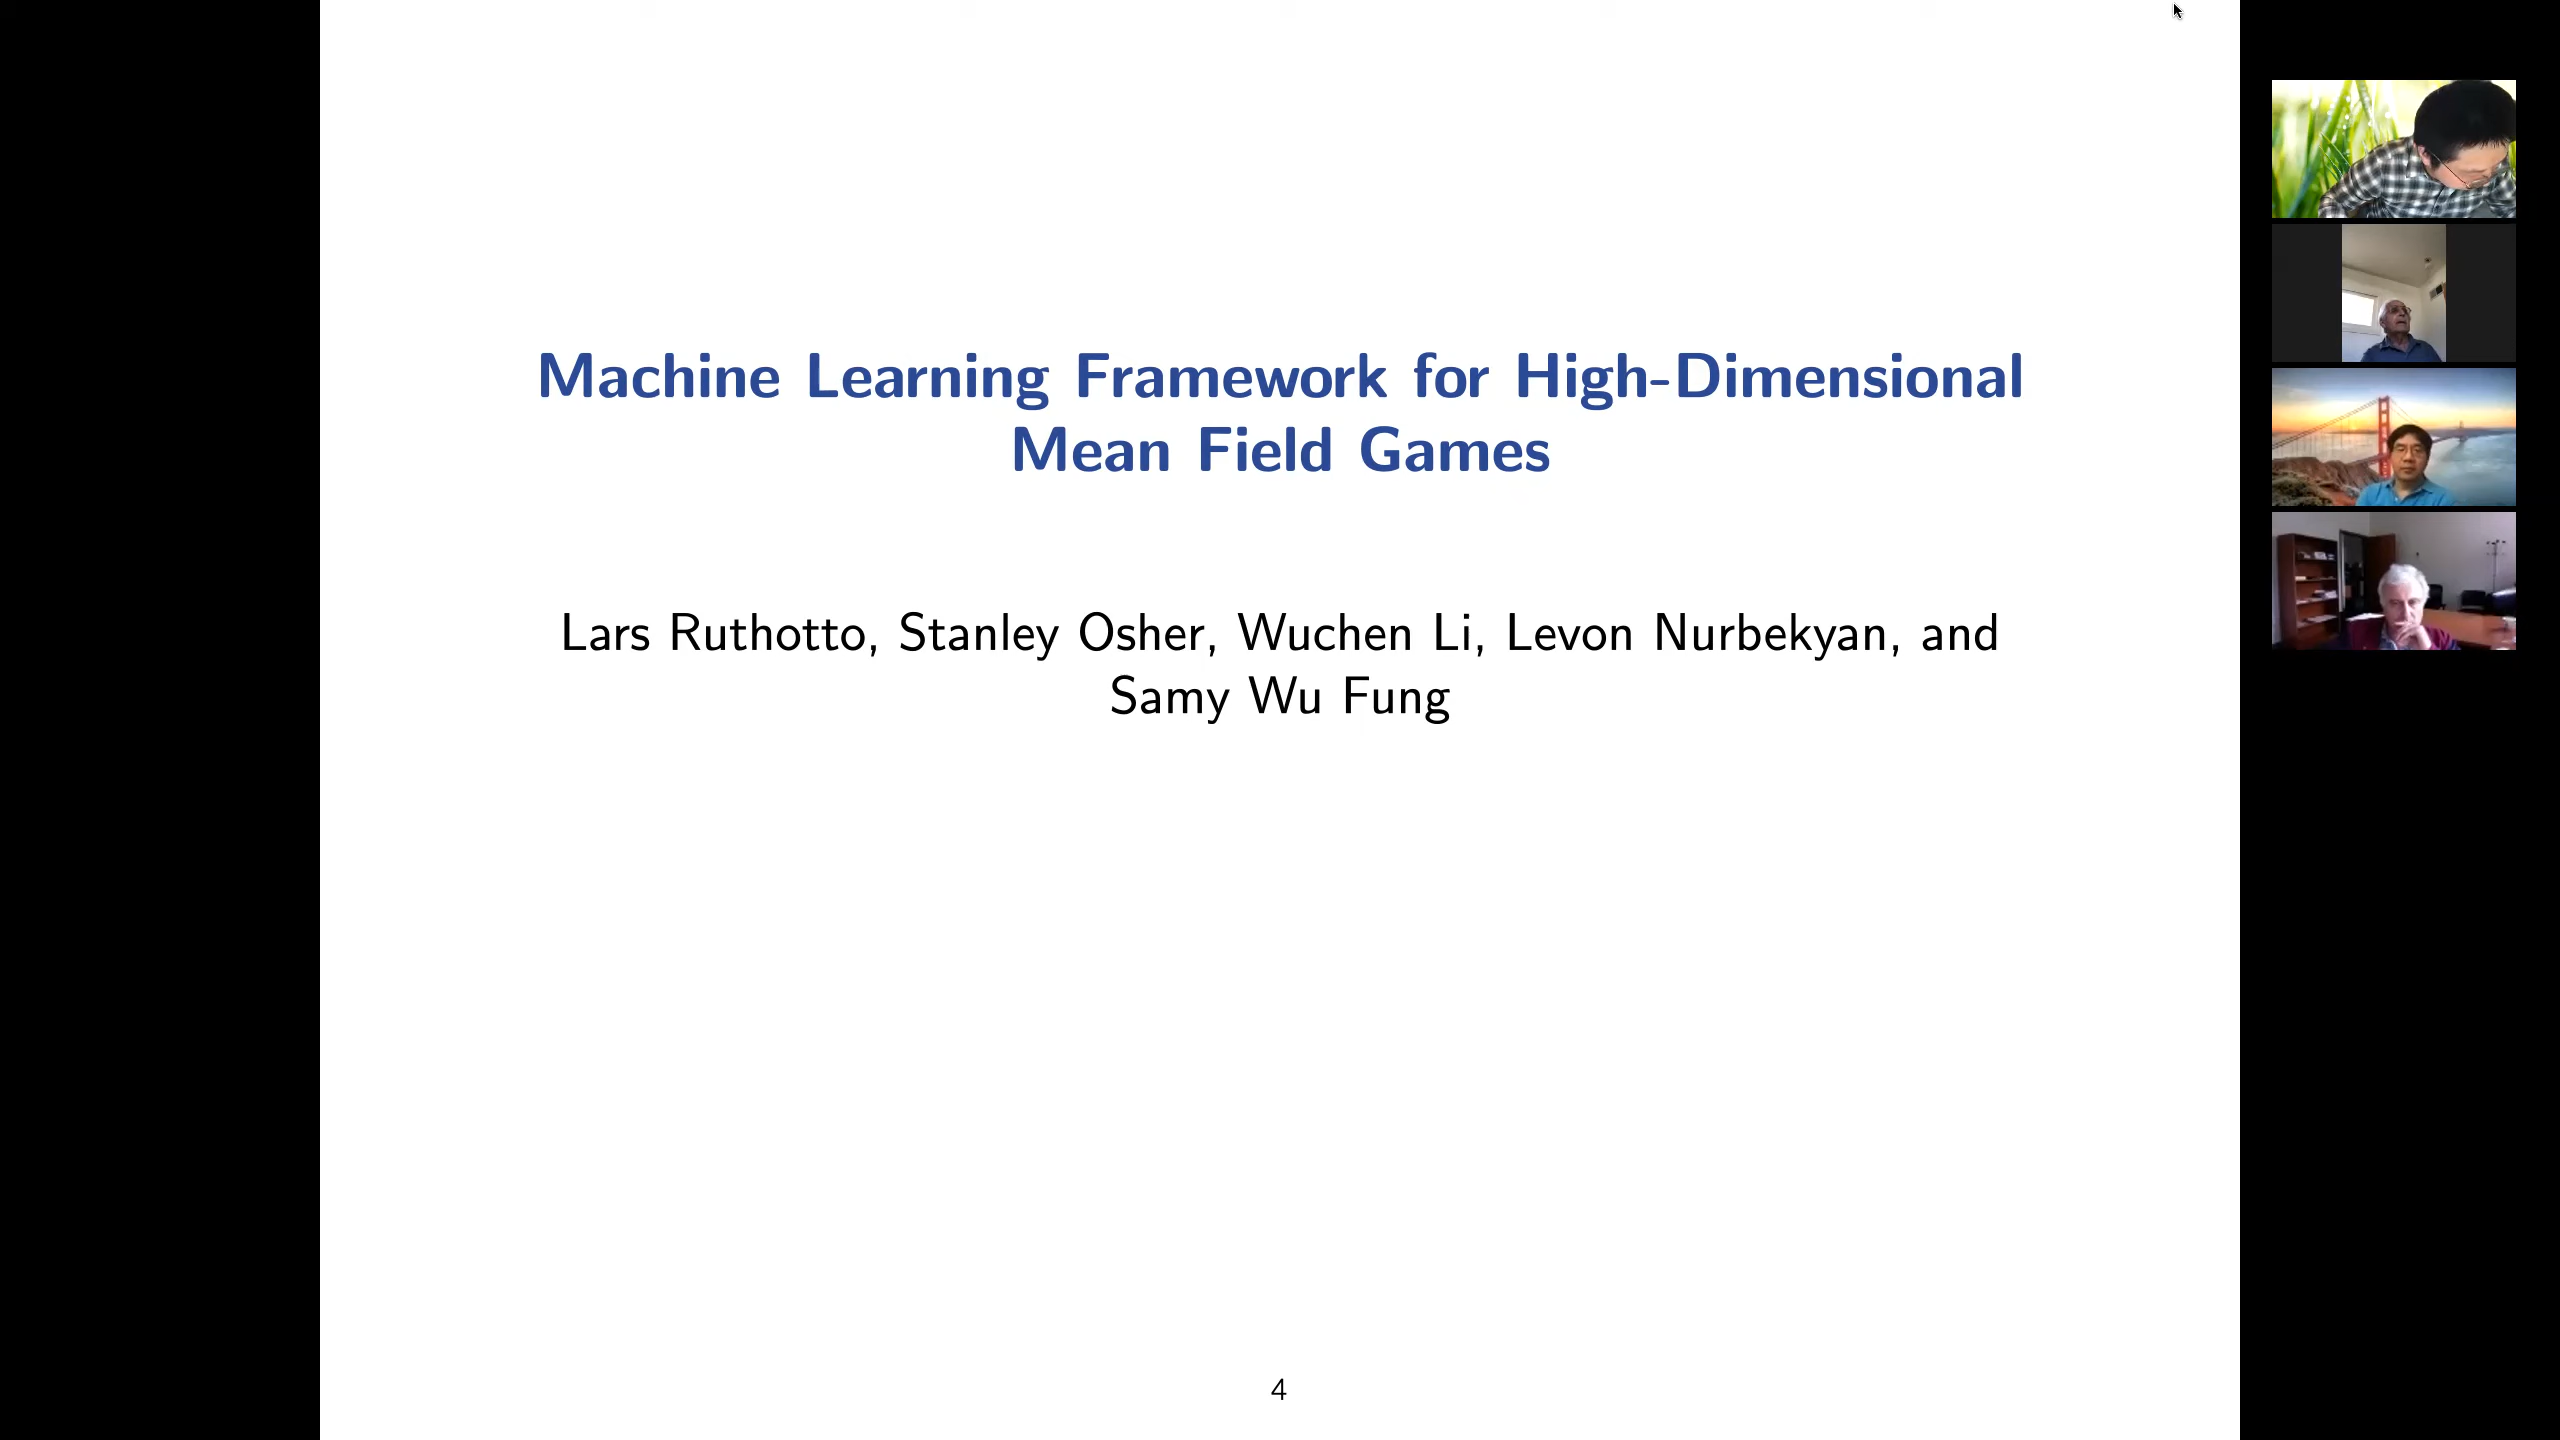 Machine Learning Framework for High-Dimensional
Mean Field Games
Lars Ruthotto, Stanley Osher, Wuchen Li, Levon Nurbekyan, and
Samy Wu Fung
4